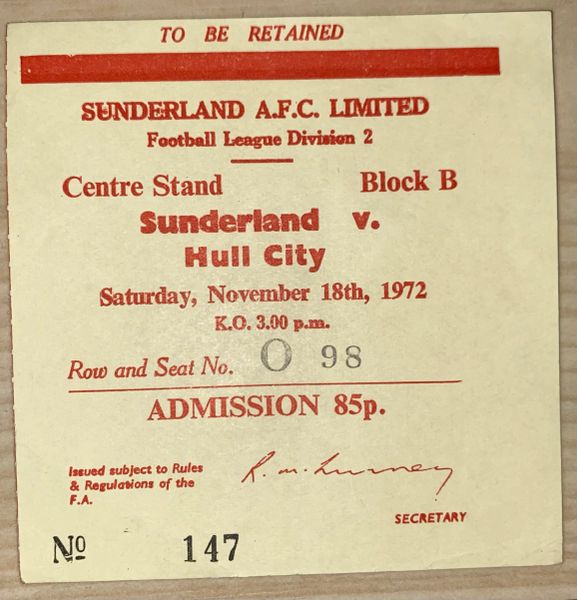 TO BE RETAINED
SUNDERLAND A.F.C. LIMITED
Football League Division 2
Centre Stand Block B
Sunderland v.
Hull City
Saturday, November 18th, 1972
K.O. 3.00 p.m.
Row and Seat No. O 98
ADMISSION 85p.
Issued subject to Rules
& Regulations of the
F.A.
SECRETARY
Nº 147